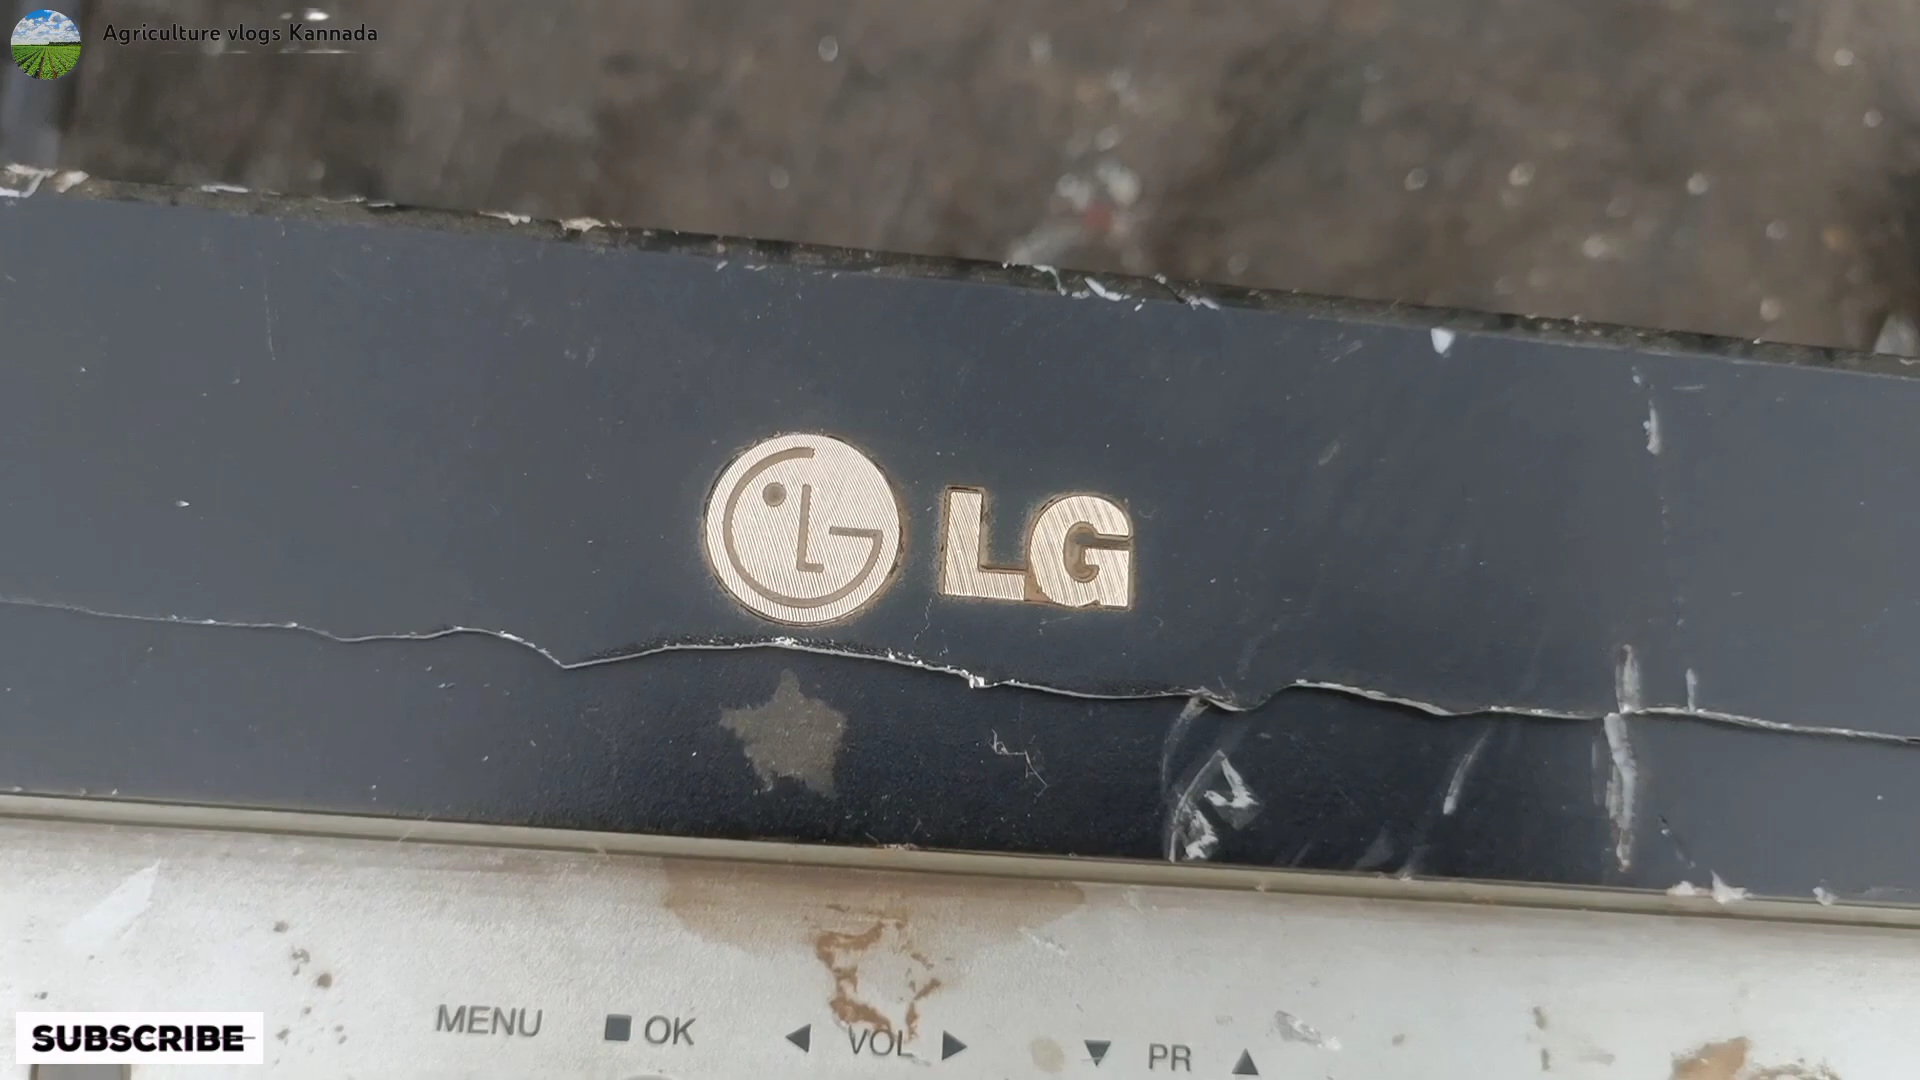 Agriculture vlogs Kannada
LG
MENU ■ OK ◀ VOL ▶ ▼ PR ▲
SUBSCRIBE